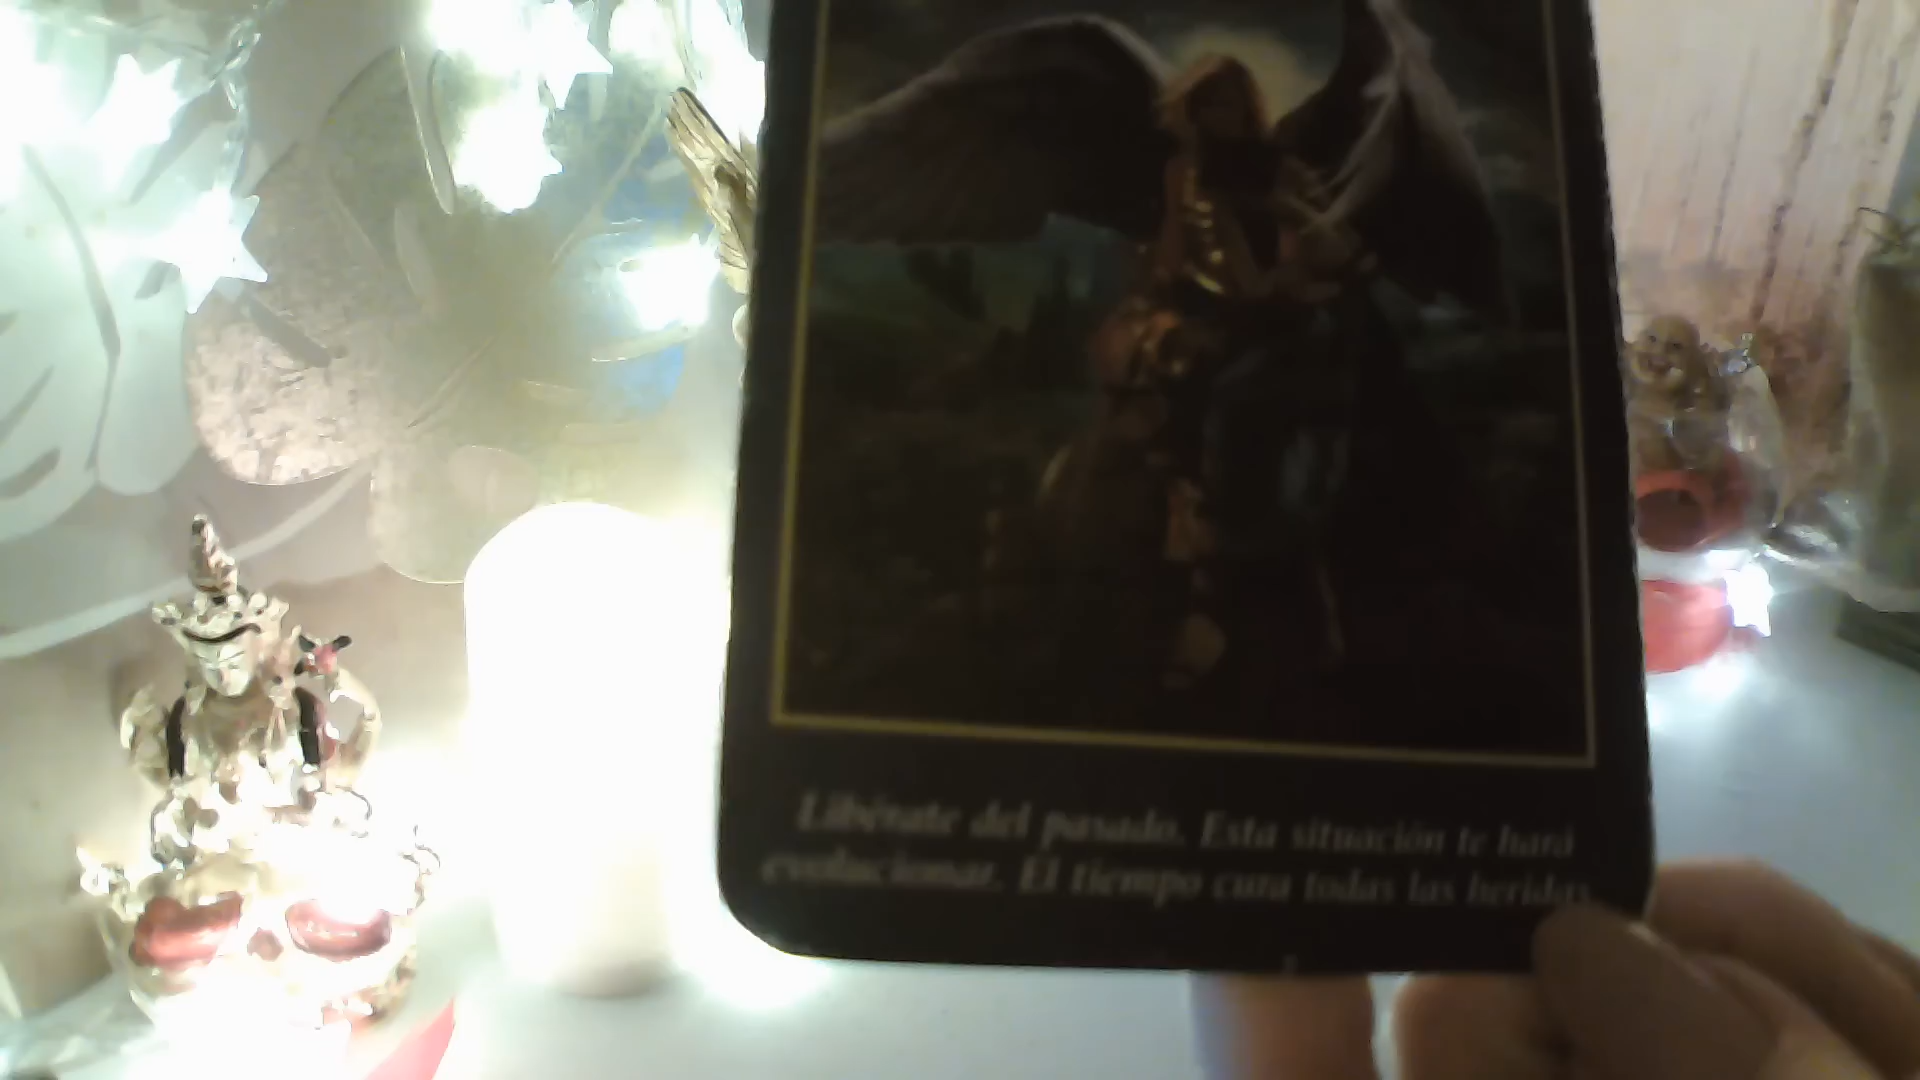 Libérate del pasado. Esta situación te hará
evolucionar. El tiempo cura todas las heridas